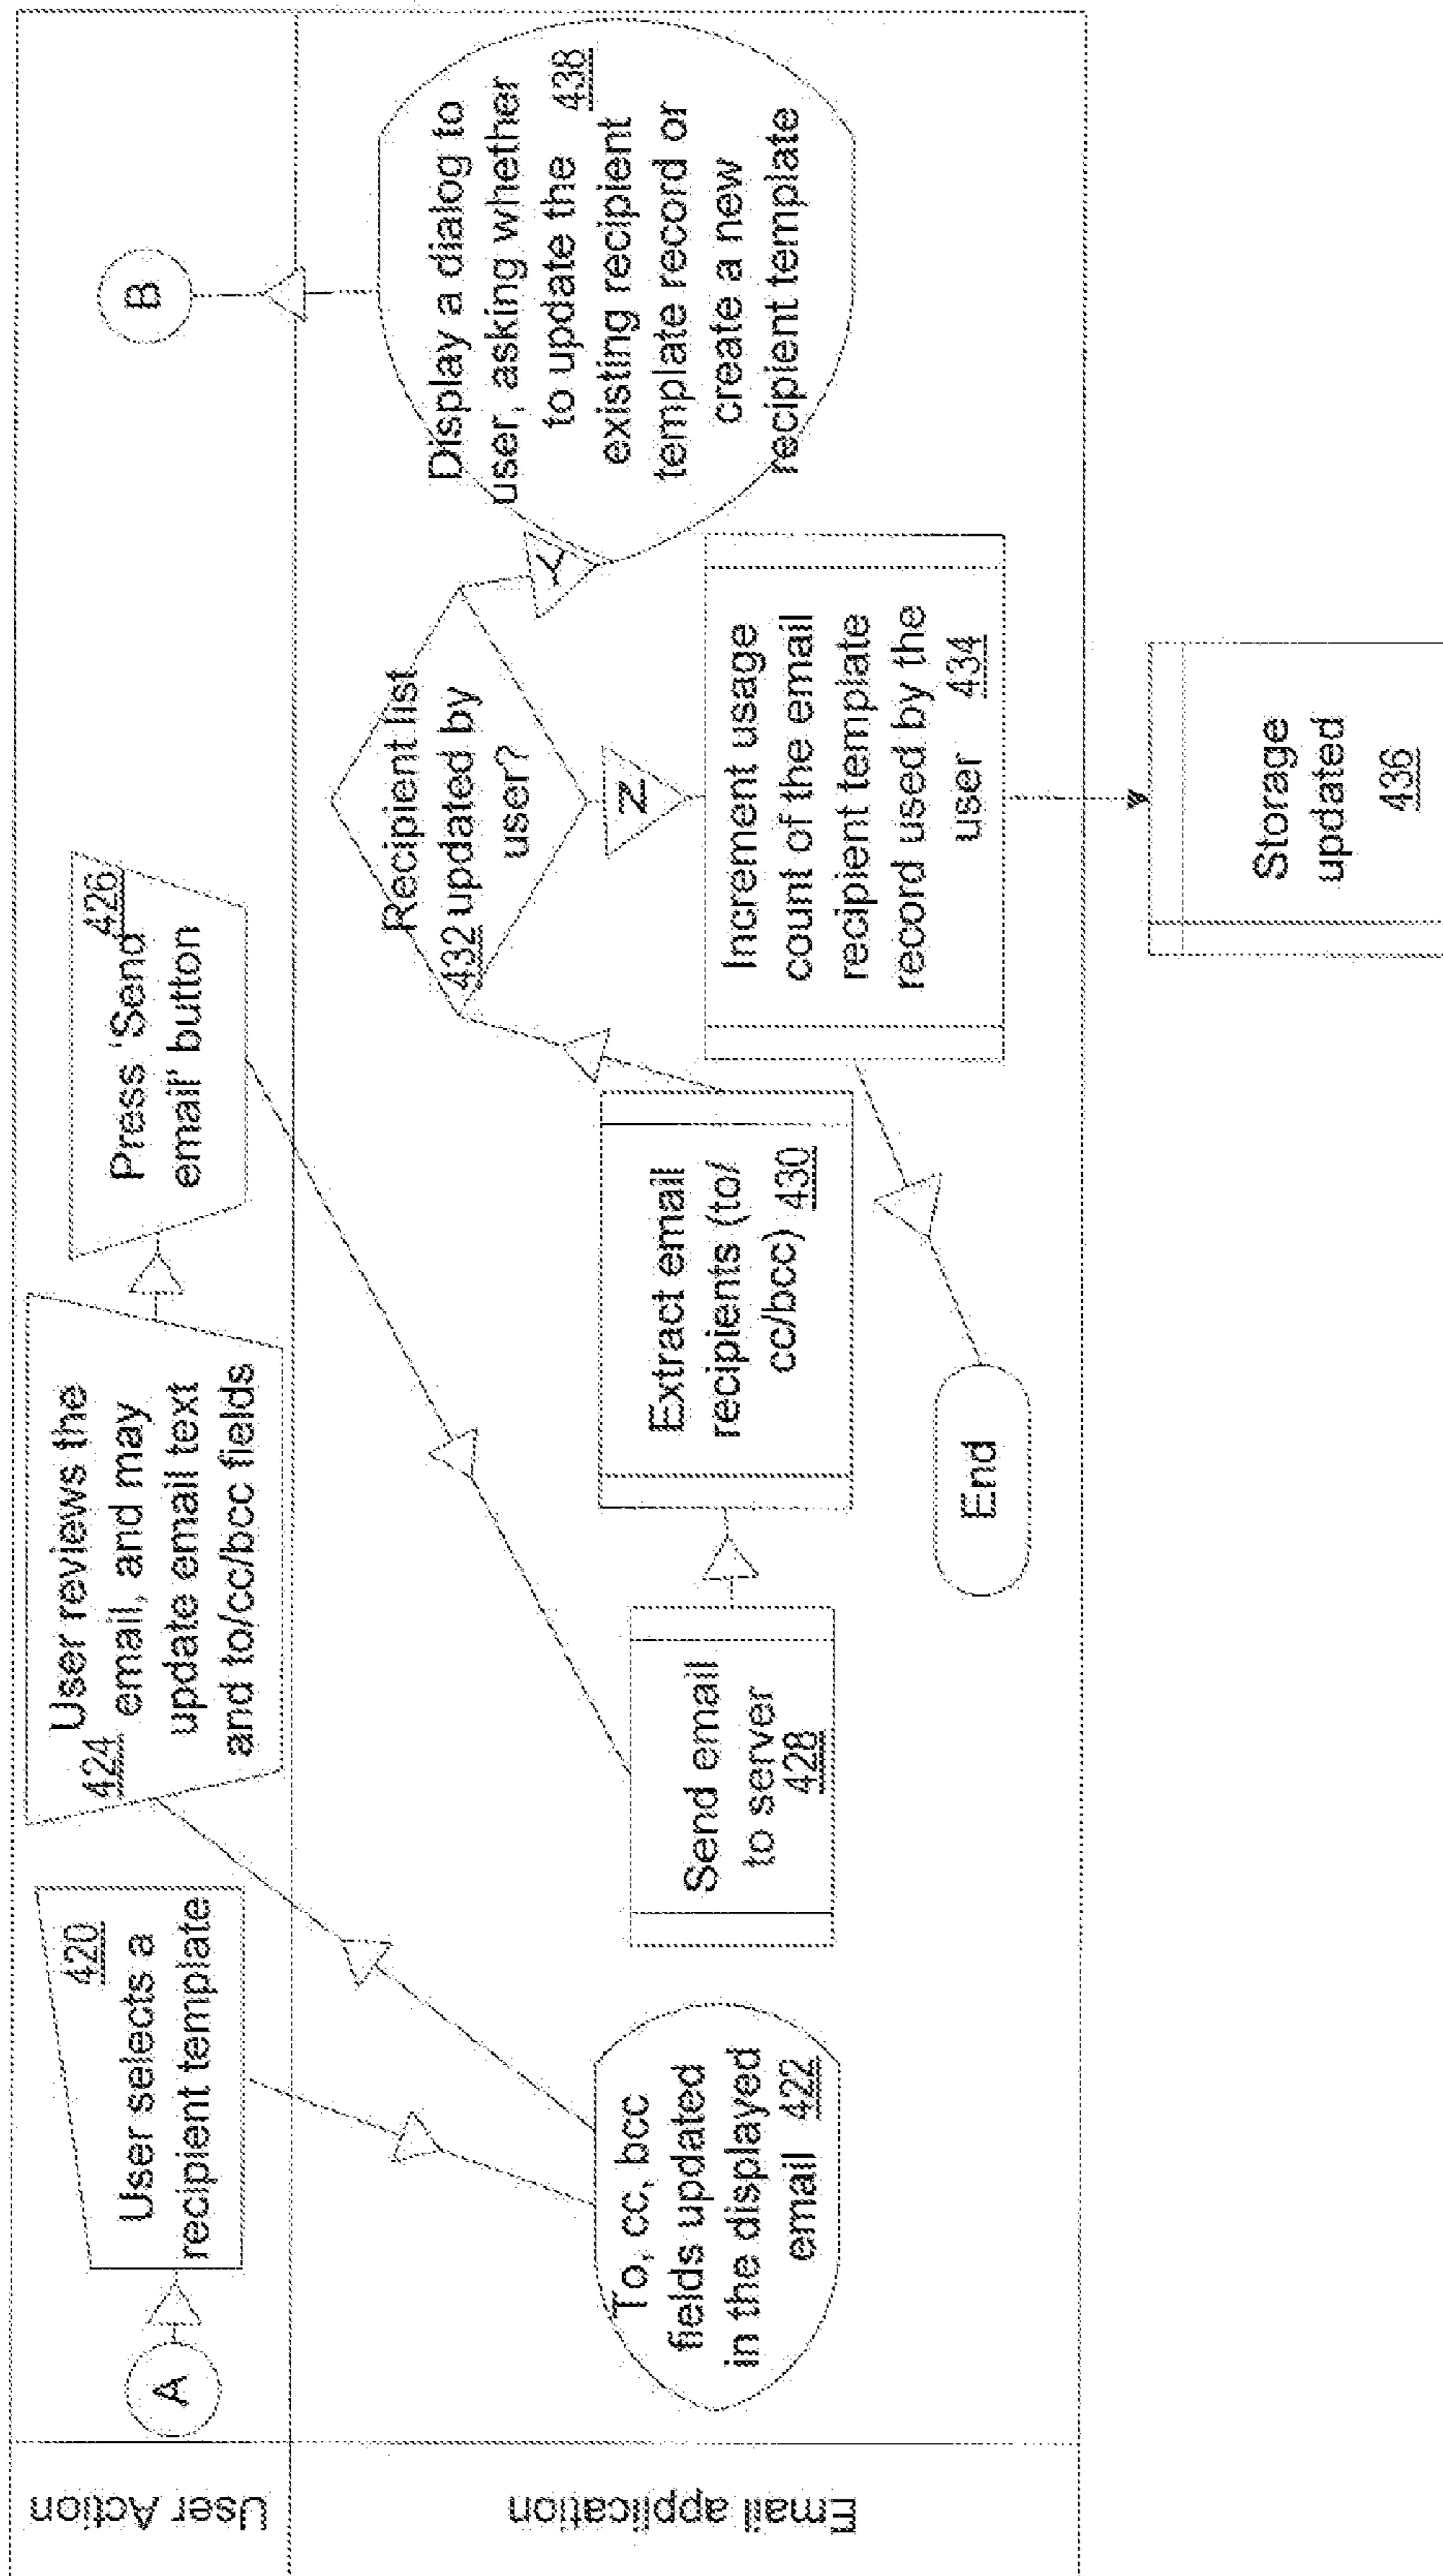 User Action
A
420
User selects a
recipient template
424
User reviews the
email, and may
update email text
and to/cc/bcc fields
426
Press 'Send
email' button
B
Email application
To, cc, bcc
fields updated
in the displayed
email 422
Send email
to server
428
Extract email
recipients (to/
cc/bcc) 430
Recipient list
432 updated by
user?
Y
N
Display a dialog to
user, asking whether
to update the 438
existing recipient
template record or
create a new
recipient template
Increment usage
count of the email
recipient template
record used by the
user 434
End
Storage
updated
436